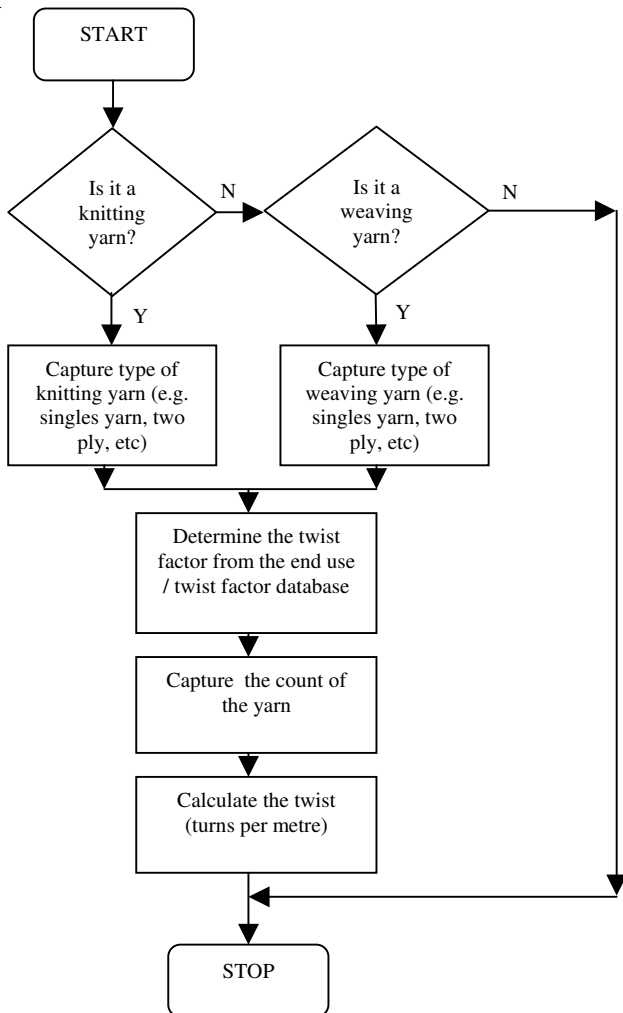 START
Is it a
knitting
yarn?
N
Is it a
weaving
yarn?
N
Y
Y
Capture type of
knitting yarn (e.g.
singles yarn, two
ply, etc)
Capture type of
weaving yarn (e.g.
singles yarn, two
ply, etc)
Determine the twist
factor from the end use
/ twist factor database
Capture the count of
the yarn
Calculate the twist
(turns per metre)
STOP